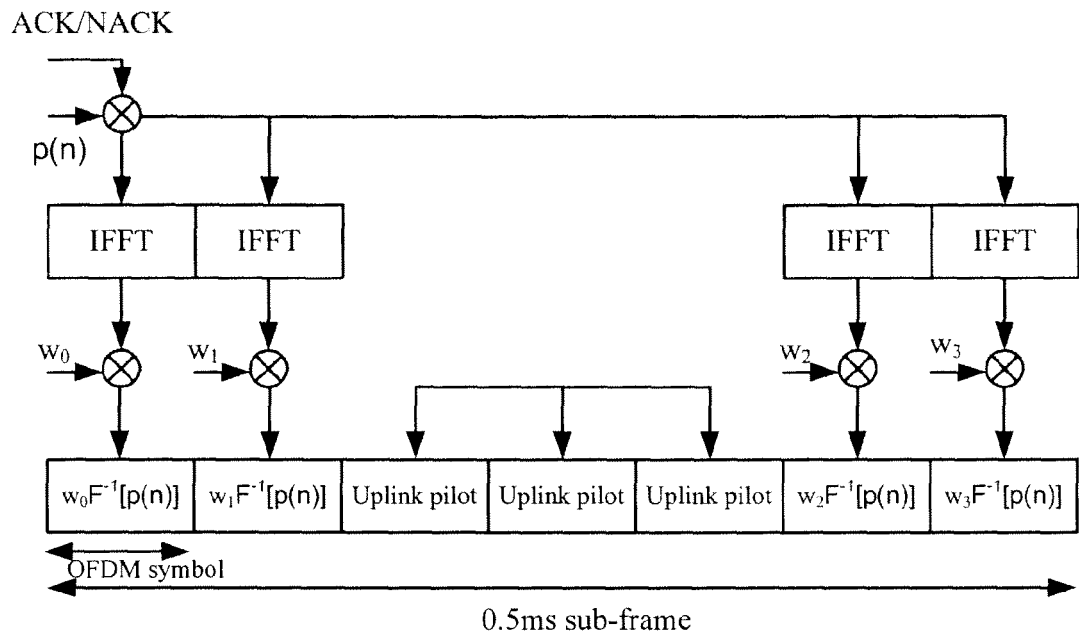 ACK/NACK
p(n)
IFFT IFFT IFFT IFFT
w₀ w₁ w₂ w₃
w₀F⁻¹[p(n)] w₁F⁻¹[p(n)] Uplink pilot Uplink pilot Uplink pilot w₂F⁻¹[p(n)] w₃F⁻¹[p(n)]
OFDM symbol
0.5ms sub-frame